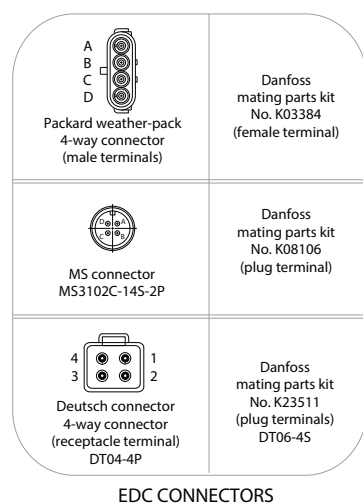 A
B
C
D
Packard weather-pack
4-way connector
(male terminals)
Danfoss
mating parts kit
No. K03384
(female terminal)
D A
C B
MS connector
MS3102C-14S-2P
Danfoss
mating parts kit
No. K08106
(plug terminal)
4 1
3 2
Deutsch connector
4-way connector
(receptacle terminal)
DT04-4P
Danfoss
mating parts kit
No. K23511
(plug terminals)
DT06-4S
EDC CONNECTORS